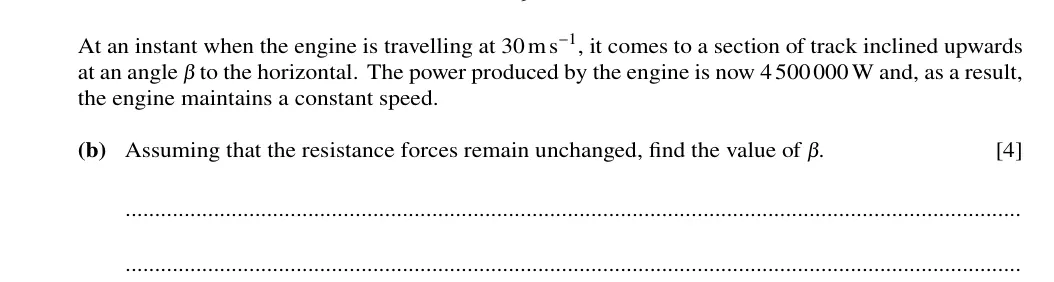 At an instant when the engine is travelling at 30 m s⁻¹, it comes to a section of track inclined upwards
at an angle β to the horizontal. The power produced by the engine is now 4 500 000 W and, as a result,
the engine maintains a constant speed.
(b) Assuming that the resistance forces remain unchanged, find the value of β. [4]